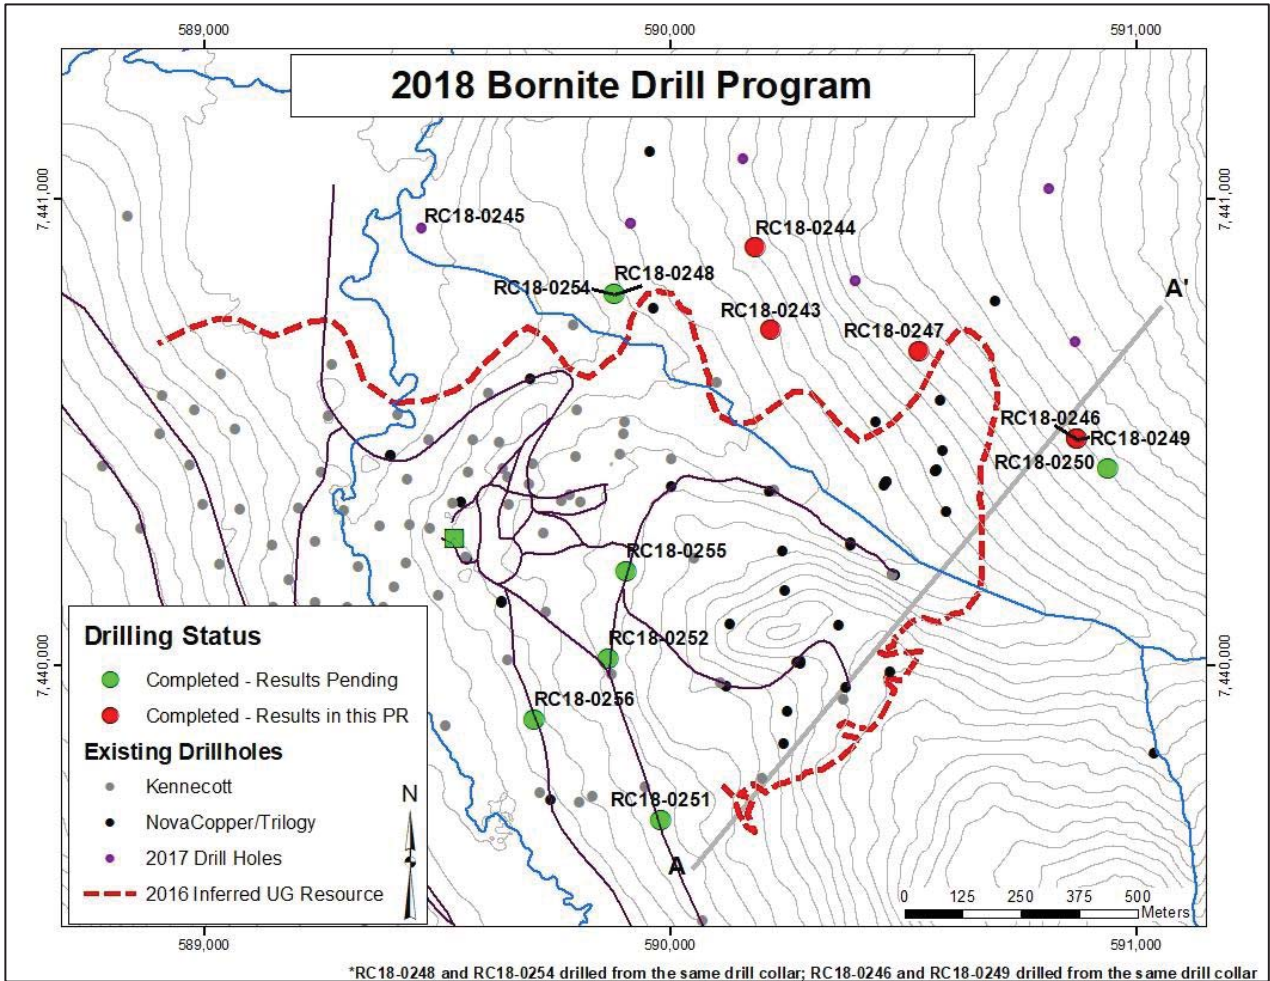 589,000 590,000 591,000
2018 Bornite Drill Program
7,441,000 7,441,000
RC18-0245
RC18-0244
RC18-0248
RC18-0254
A'
RC18-0243
RC18-0247
RC18-0246
RC18-0249
RC18-0250
RC18-0255
RC18-0252
7,440,000 7,440,000
RC18-0256
RC18-0251
A
Drilling Status
Completed - Results Pending
Completed - Results in this PR
Existing Drillholes
Kennecott
NovaCopper/Trilogy
2017 Drill Holes
2016 Inferred UG Resource
N
0 125 250 375 500
Meters
589,000 590,000 591,000
*RC18-0248 and RC18-0254 drilled from the same drill collar; RC18-0246 and RC18-0249 drilled from the same drill collar